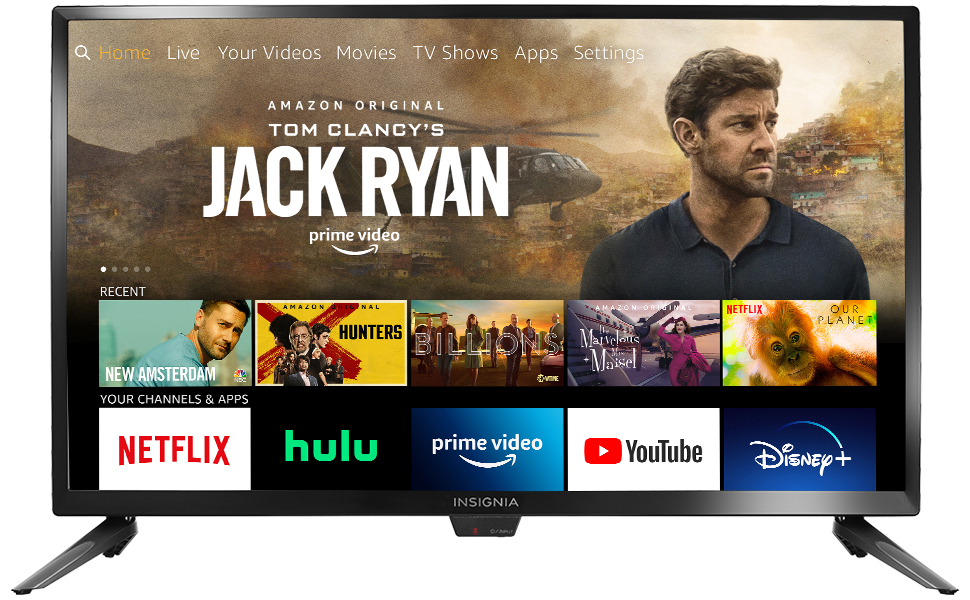 Home Live Your Videos Movies TV Shows Apps Settings
AMAZON ORIGINAL
TOM CLANCY'S
JACK RYAN
prime video
RECENT
NEW AMSTERDAM
NBC
AMAZON ORIGINAL
HUNTERS
BILLIONS
SHOWTIME
AMAZON ORIGINAL
The
Marvelous
Mrs.
Maisel
NETFLIX
OUR
PLANET
YOUR CHANNELS & APPS
NETFLIX
hulu
prime video
YouTube
Disney+
INSIGNIA